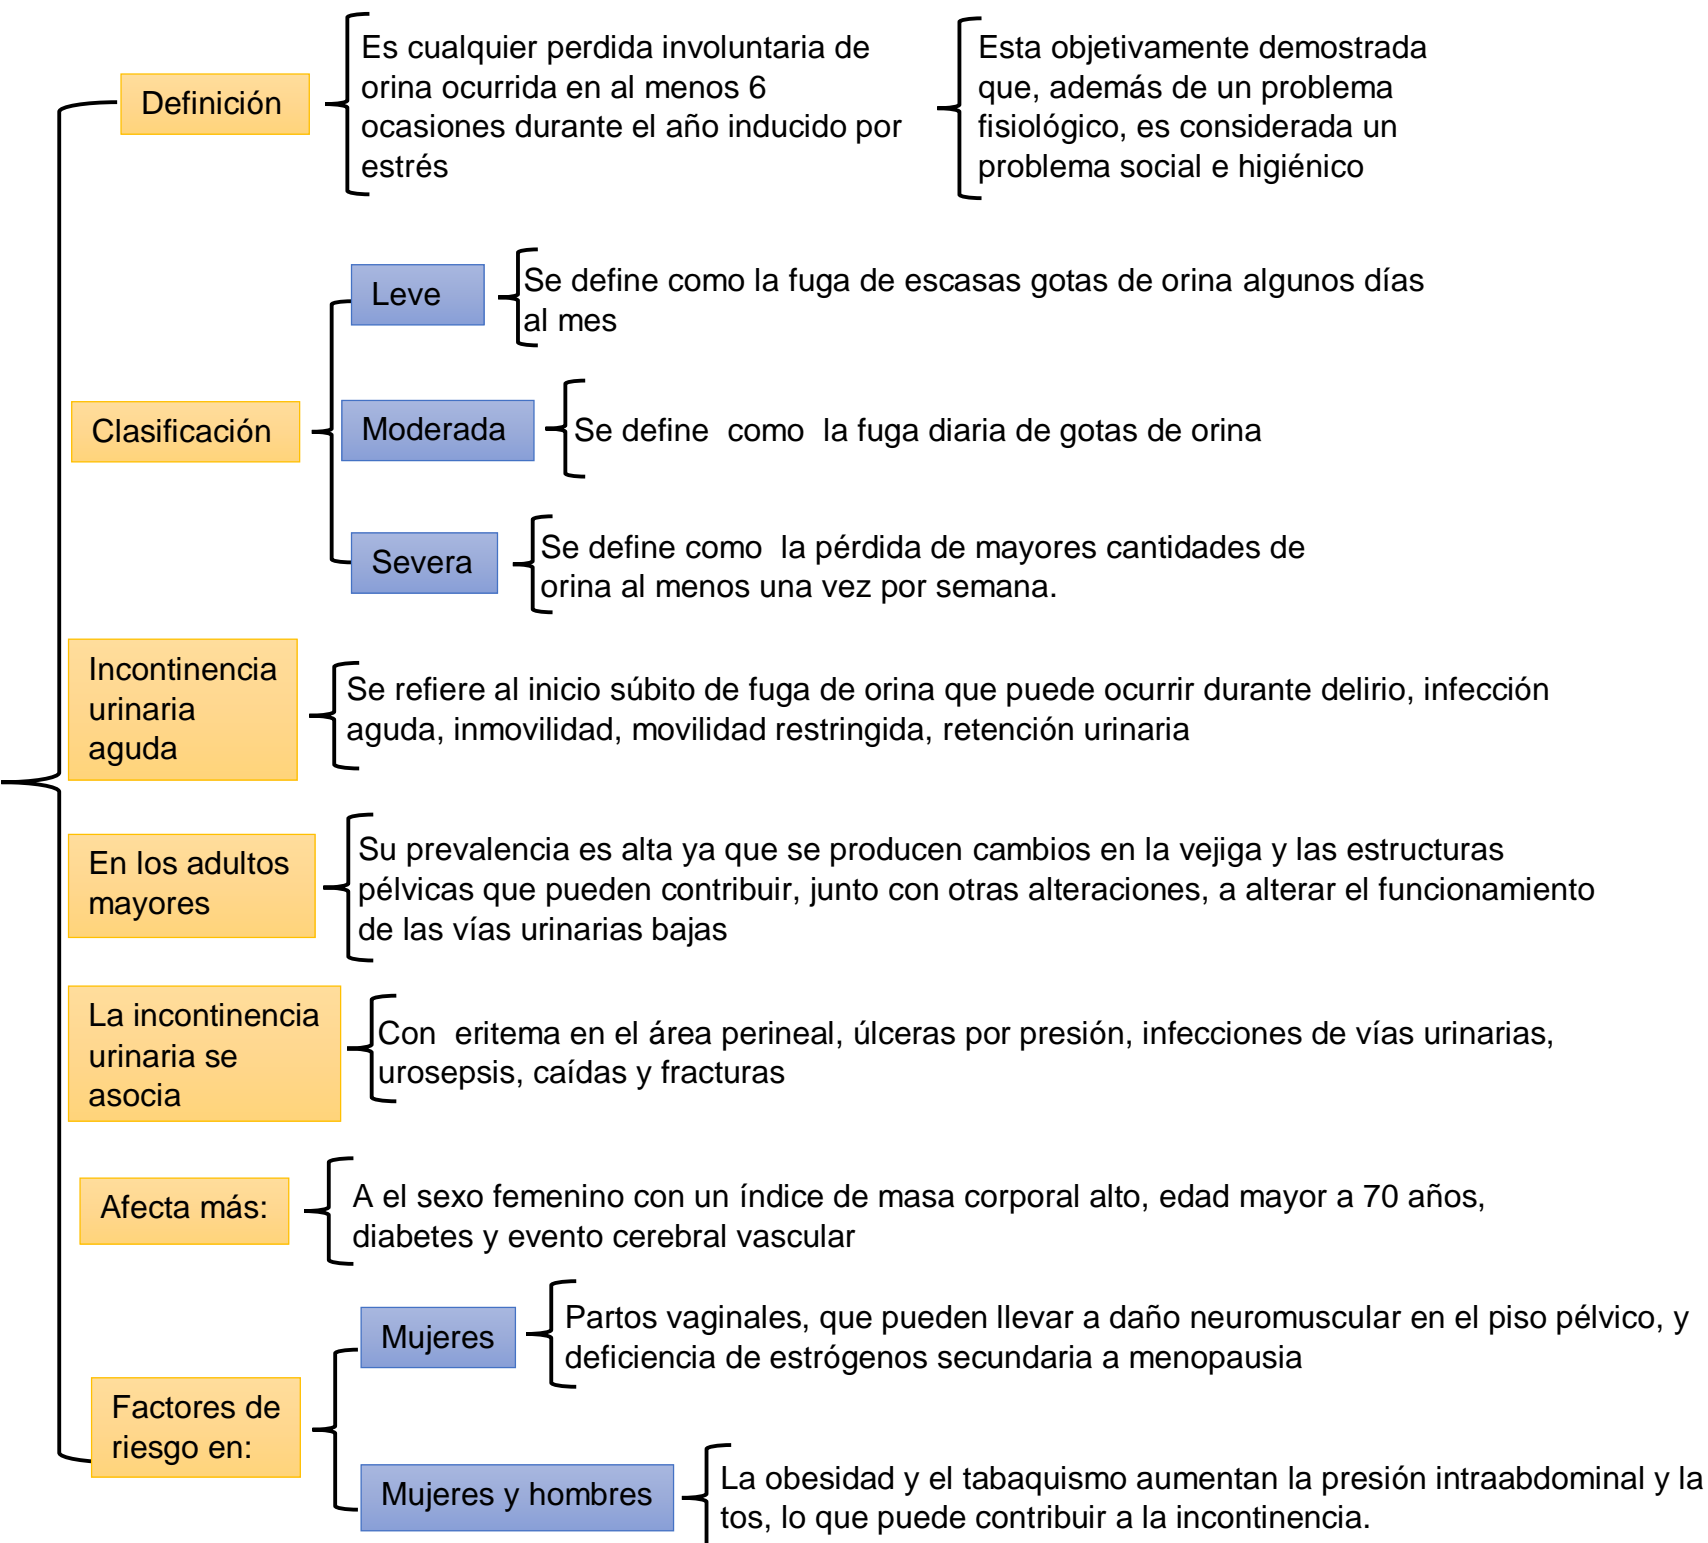 Definición
Es cualquier perdida involuntaria de
orina ocurrida en al menos 6
ocasiones durante el año inducido por
estrés
Esta objetivamente demostrada
que, además de un problema
fisiológico, es considerada un
problema social e higiénico
Clasificación
Leve
Se define como la fuga de escasas gotas de orina algunos días
al mes
Moderada
Se define  como  la fuga diaria de gotas de orina
Severa
Se define como  la pérdida de mayores cantidades de
orina al menos una vez por semana.
Incontinencia
urinaria
aguda
Se refiere al inicio súbito de fuga de orina que puede ocurrir durante delirio, infección
aguda, inmovilidad, movilidad restringida, retención urinaria
En los adultos
mayores
Su prevalencia es alta ya que se producen cambios en la vejiga y las estructuras
pélvicas que pueden contribuir, junto con otras alteraciones, a alterar el funcionamiento
de las vías urinarias bajas
La incontinencia
urinaria se
asocia
Con  eritema en el área perineal, úlceras por presión, infecciones de vías urinarias,
urosepsis, caídas y fracturas
Afecta más:
A el sexo femenino con un índice de masa corporal alto, edad mayor a 70 años,
diabetes y evento cerebral vascular
Factores de
riesgo en:
Mujeres
Partos vaginales, que pueden llevar a daño neuromuscular en el piso pélvico, y
deficiencia de estrógenos secundaria a menopausia
Mujeres y hombres
La obesidad y el tabaquismo aumentan la presión intraabdominal y la
tos, lo que puede contribuir a la incontinencia.